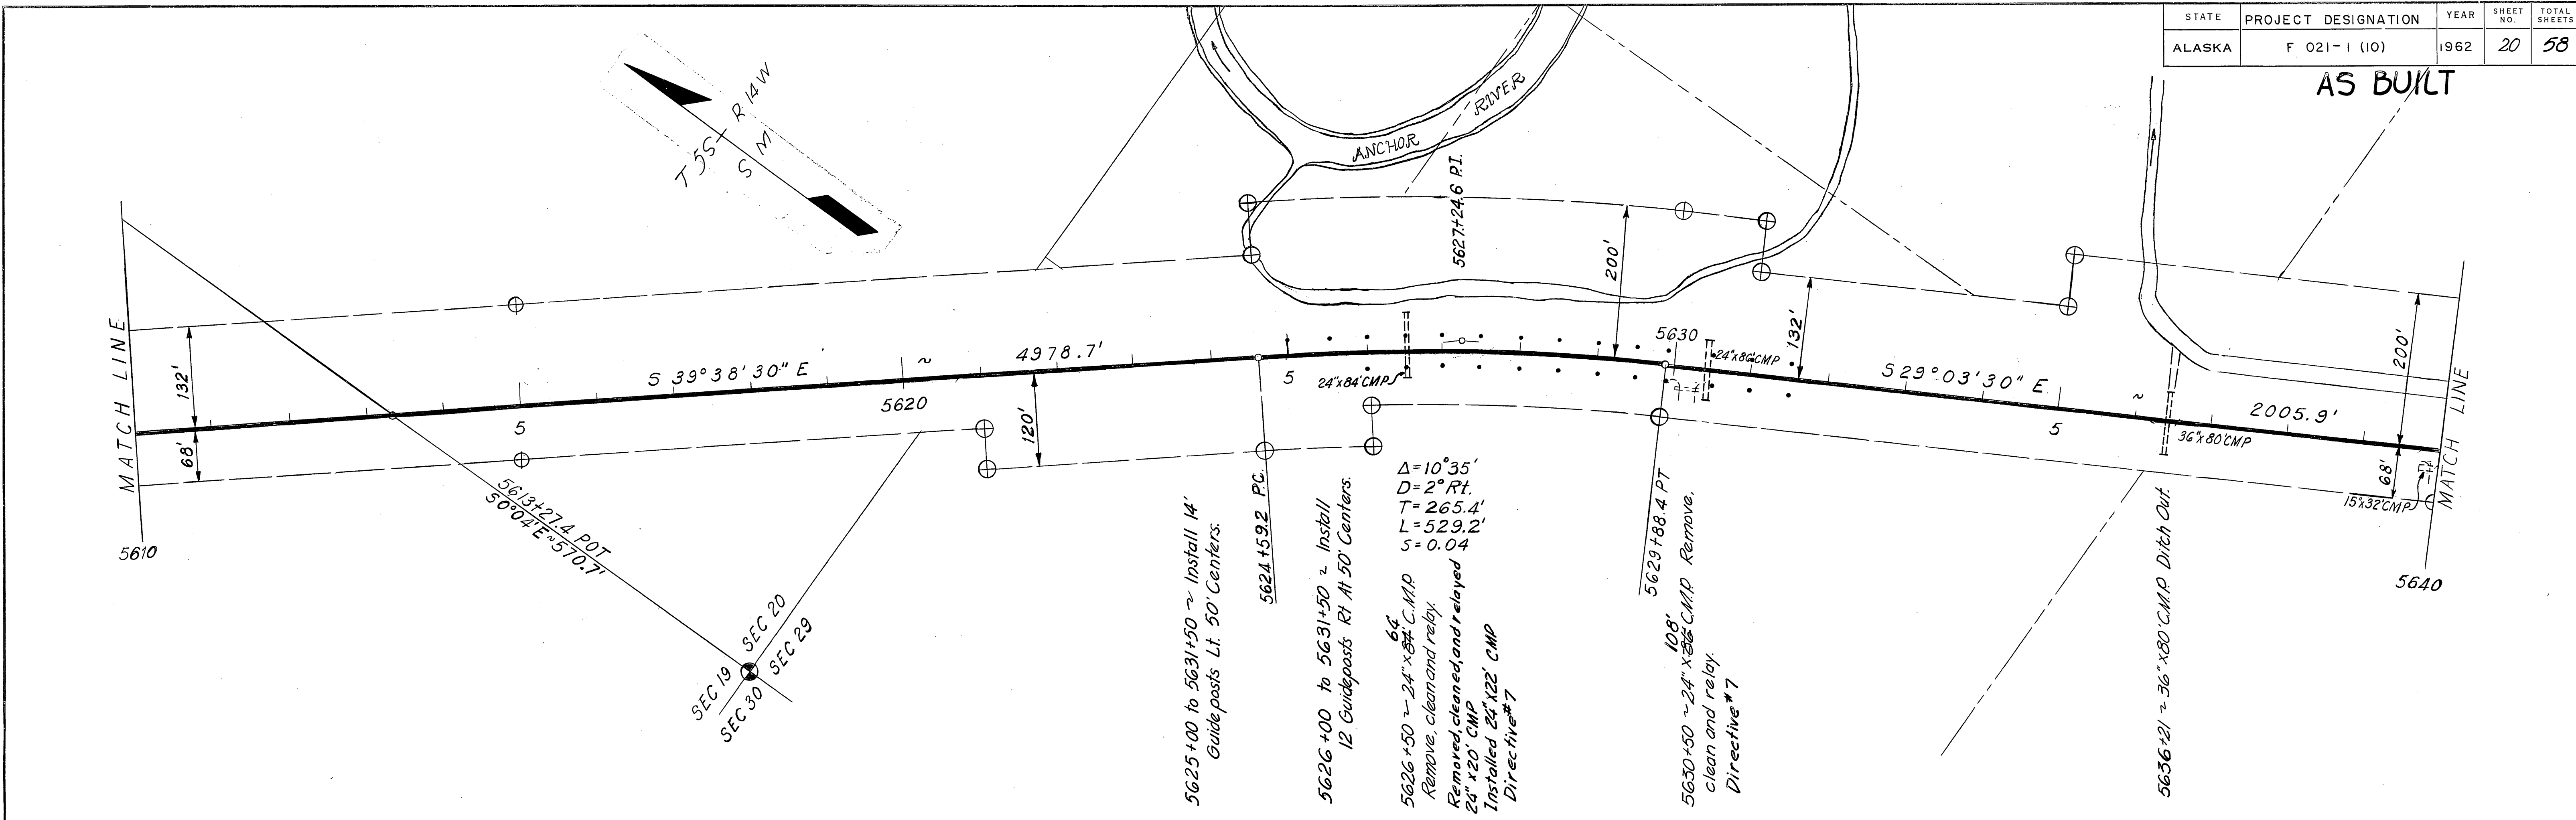 STATE PROJECT DESIGNATION YEAR SHEET NO. TOTAL SHEETS
ALASKA F 021-1 (10) 1962 20 58
AS BUILT
T 5S R 14W
S M
ANCHOR RIVER
5627+24.6 P.I.
200'
132'
200'
MATCH LINE
132'
68'
S 39° 38' 30" E ~ 4978.7'
5
5620
120'
5
24"x84'CMP
5630
24"x86'CMP
S 29° 03' 30" E ~ 2005.9'
5
36"x80'CMP
68'
15"x32'CMP
MATCH LINE
5610
5640
5613+27.4 POT
S0°04'E~570.7'
SEC 20
SEC 29
SEC 19
SEC 30
5624+59.2 P.C.
Δ=10°35'
D=2° Rt.
T=265.4'
L=529.2'
S=0.04
5629+88.4 PT
5625+00 to 5631+50 ~ Install 14
Guideposts Lt. 50' Centers.
5626+00 to 5631+50 ~ Install
12 Guideposts Rt At 50' Centers.
64'
5626+50 ~ 24"x84' C.M.P.
Remove, clean and relay.
Removed, cleaned, and relayed
24"x20' CMP
Installed 24"x22' CMP
Directive #7
108'
5630+50 ~ 24"x86' C.M.P. Remove,
clean and relay.
Directive #7
5636+21 ~ 36"x80' C.M.P. Ditch Out.